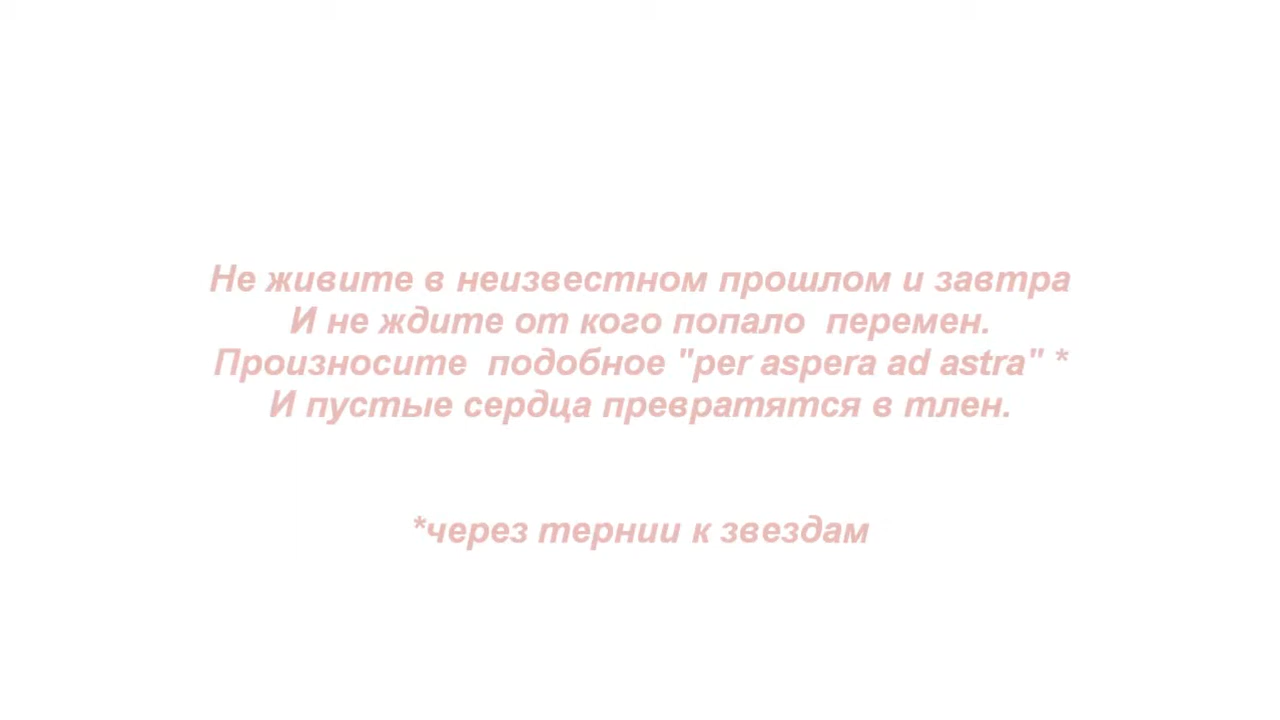 Не живите в неизвестном прошлом и завтра
И не ждите от кого попало  перемен.
Произносите  подобное "per aspera ad astra" *
И пустые сердца превратятся в тлен.
*через тернии к звездам